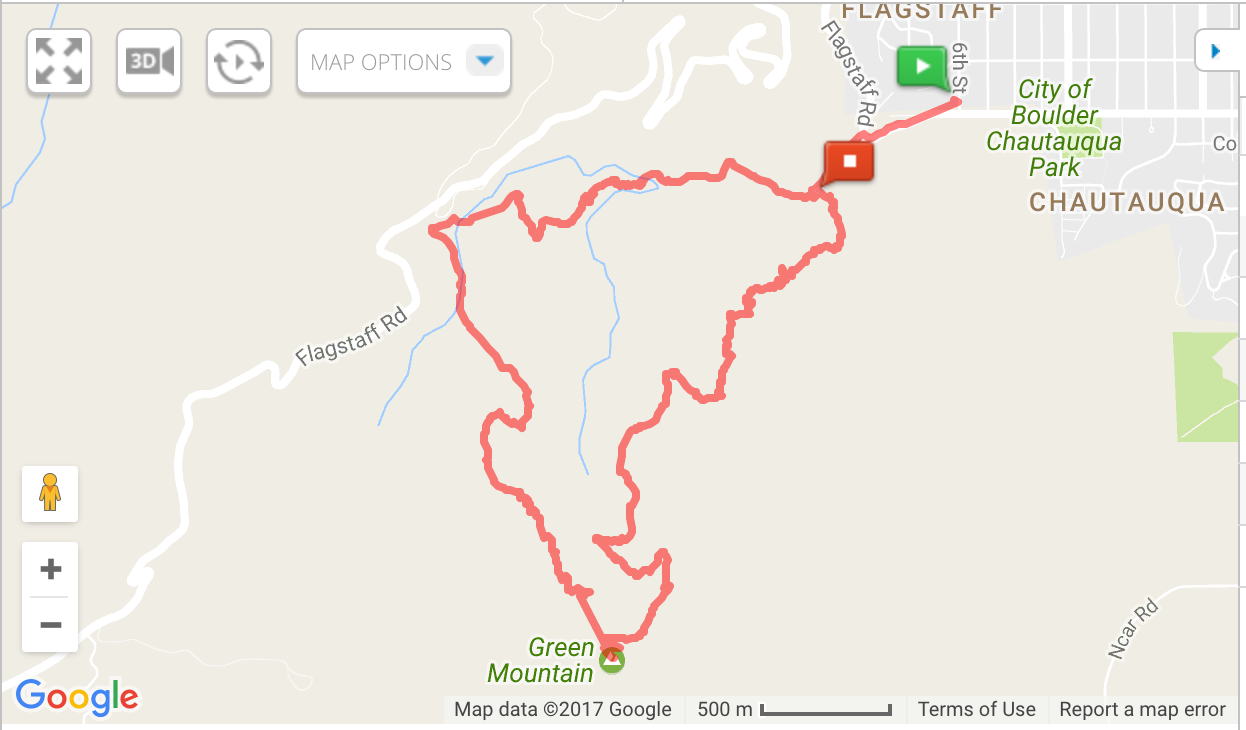 FLAGSTAFF
3D
MAP OPTIONS
Flagstaff Rd
6th St
City of
Boulder
Chautauqua
Park
Co
CHAUTAUQUA
Flagstaff Rd
+
−
Green
Mountain
Ncar Rd
Google
Map data ©2017 Google
500 m
Terms of Use
Report a map error